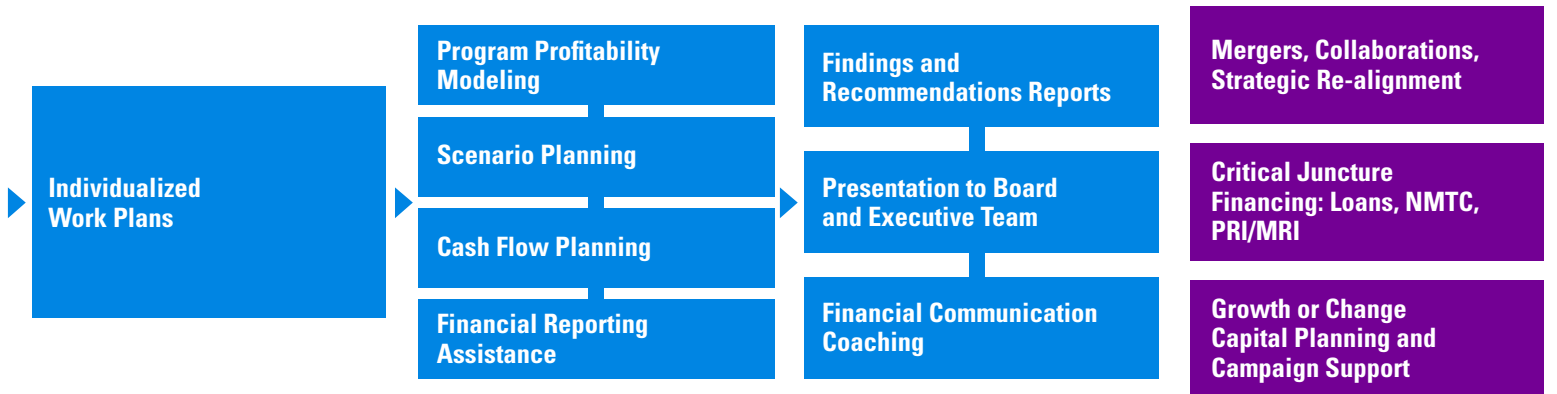 Individualized
Work Plans
Program Profitability
Modeling
Scenario Planning
Cash Flow Planning
Financial Reporting
Assistance
Findings and
Recommendations Reports
Presentation to Board
and Executive Team
Financial Communication
Coaching
Mergers, Collaborations,
Strategic Re-alignment
Critical Juncture
Financing: Loans, NMTC,
PRI/MRI
Growth or Change
Capital Planning and
Campaign Support